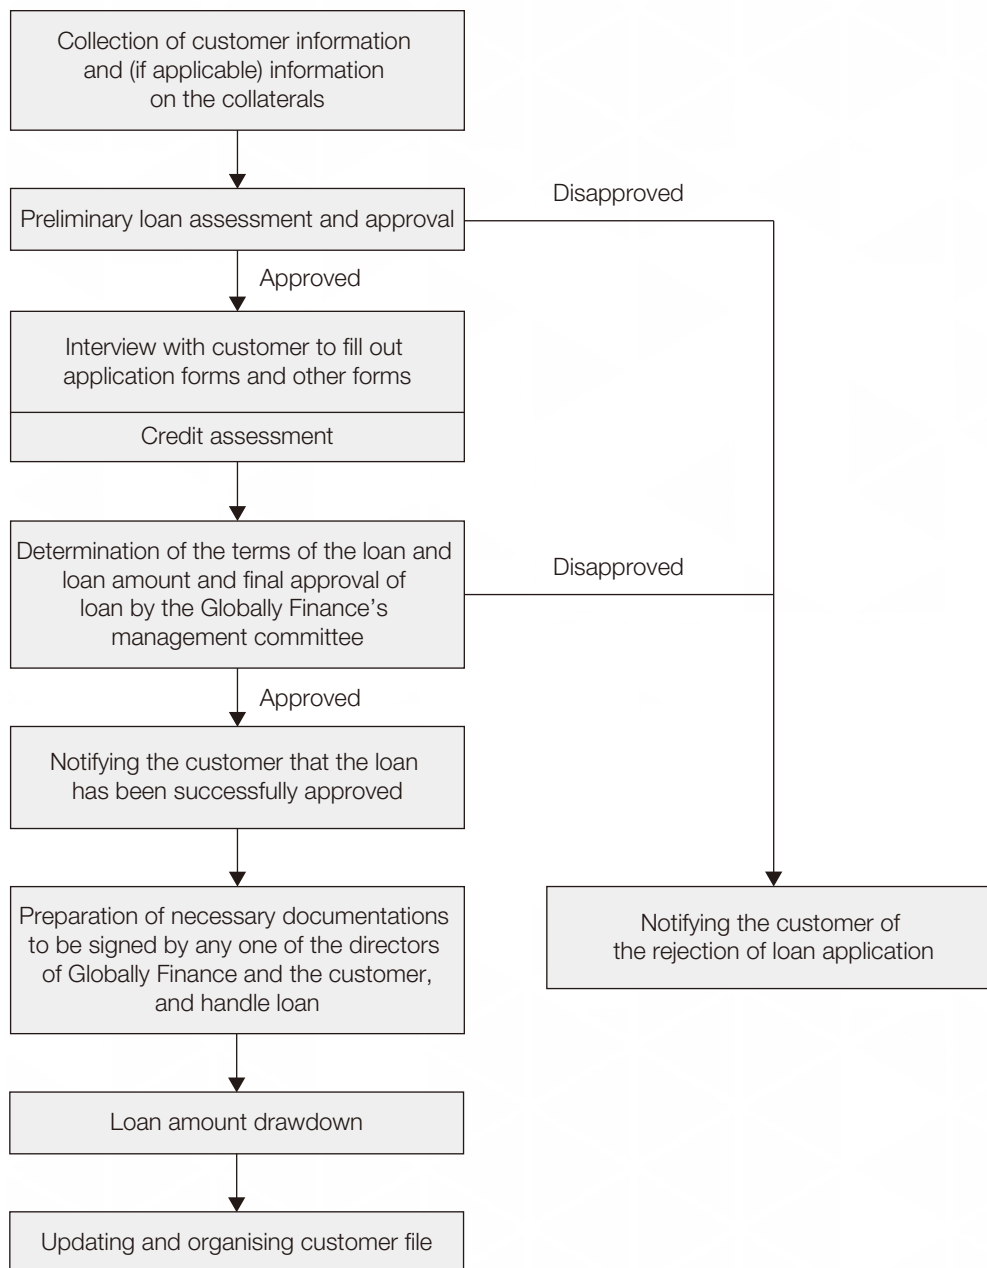 Collection of customer information
and (if applicable) information
on the collaterals
Disapproved
Preliminary loan assessment and approval
Approved
Interview with customer to fill out
application forms and other forms
Credit assessment
Determination of the terms of the loan and
loan amount and final approval of
loan by the Globally Finance’s
management committee
Disapproved
Approved
Notifying the customer that the loan
has been successfully approved
Preparation of necessary documentations
to be signed by any one of the directors
of Globally Finance and the customer,
and handle loan
Notifying the customer of
the rejection of loan application
Loan amount drawdown
Updating and organising customer file